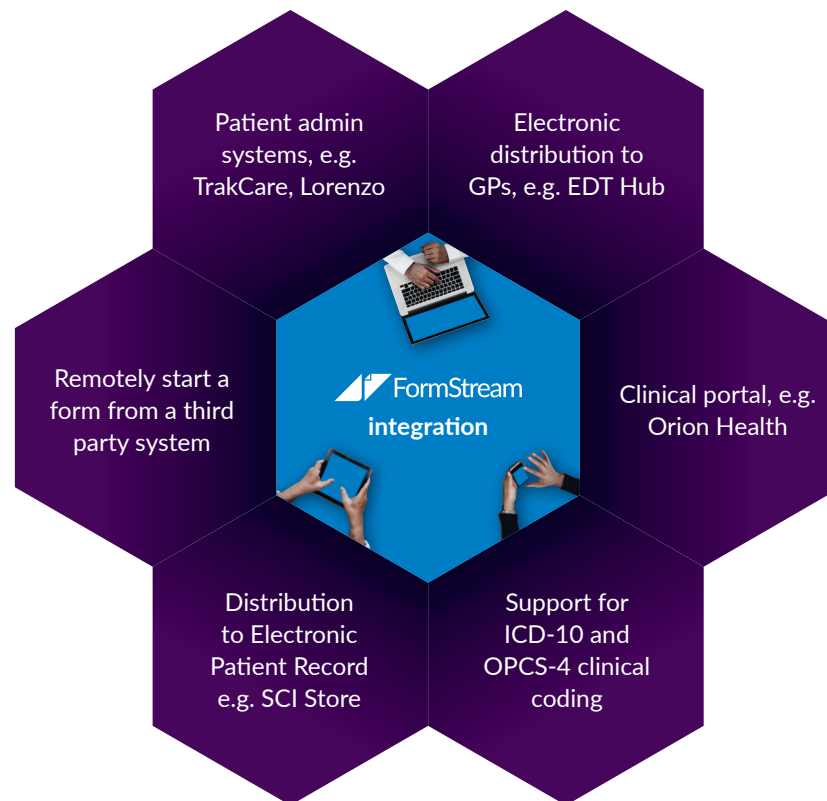 Patient admin
systems, e.g.
TrakCare, Lorenzo
Electronic
distribution to
GPs, e.g. EDT Hub
Remotely start a
form from a third
party system
FormStream
integration
Clinical portal, e.g.
Orion Health
Distribution
to Electronic
Patient Record
e.g. SCI Store
Support for
ICD-10 and
OPCS-4 clinical
coding